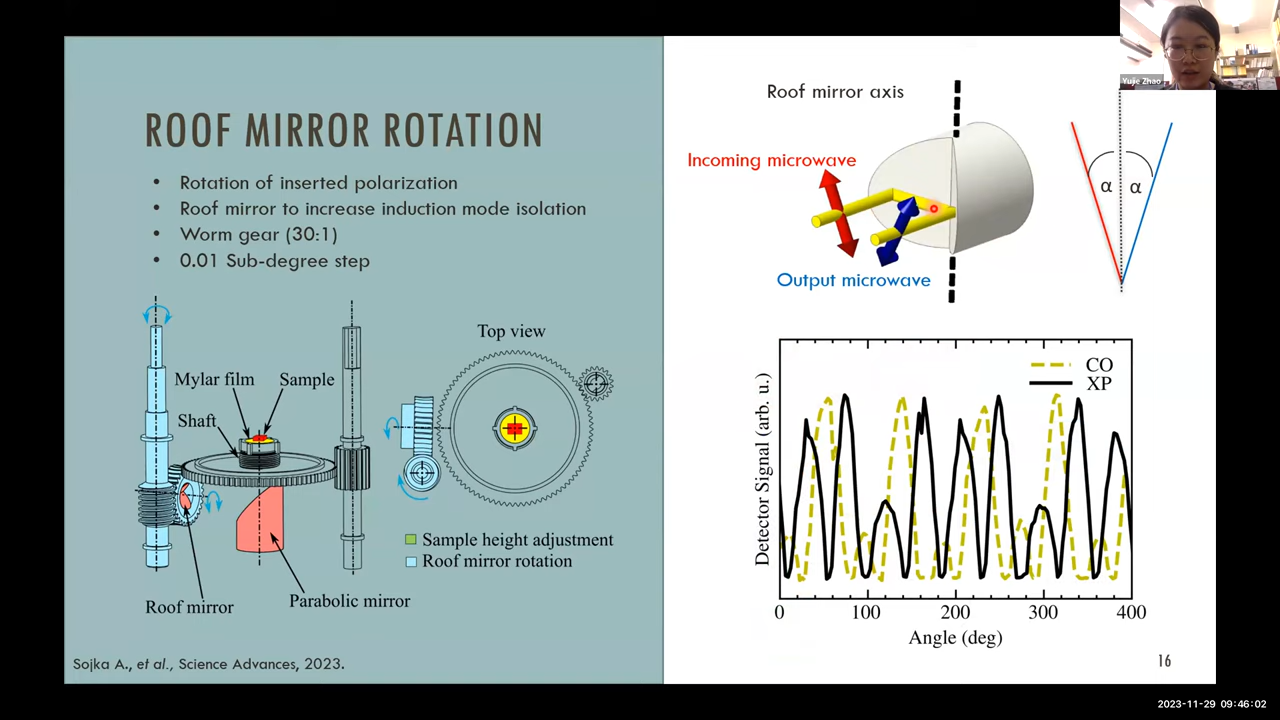 ROOF MIRROR ROTATION
• Rotation of inserted polarization
• Roof mirror to increase induction mode isolation
• Worm gear (30:1)
• 0.01 Sub-degree step
Top view
Mylar film
Sample
Shaft
Sample height adjustment
Roof mirror rotation
Roof mirror
Parabolic mirror
Sojka A., et al., Science Advances, 2023.
Roof mirror axis
Incoming microwave
Output microwave
α α
CO
XP
Detector Signal (arb. u.)
0 100 200 300 400
Angle (deg)
16
Yujie Zhao
2023-11-29 09:46:02